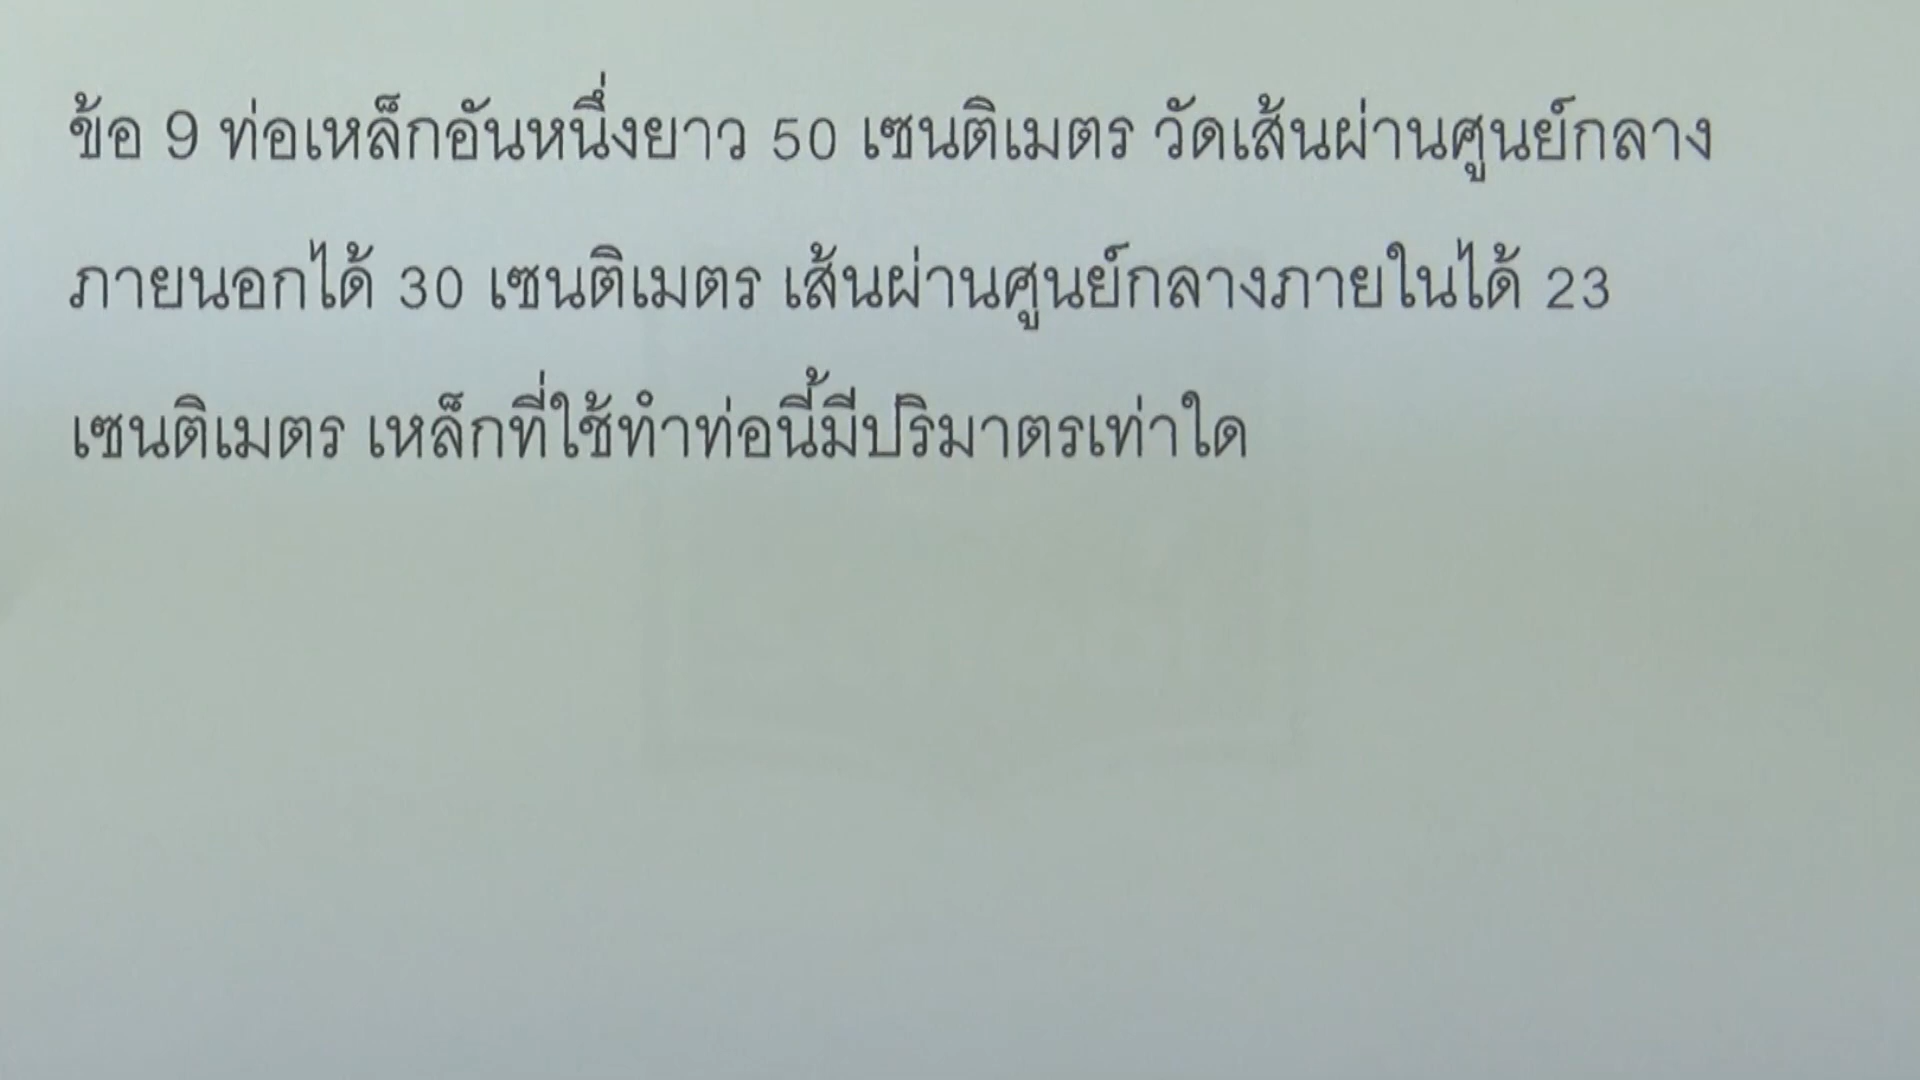 ข้อ 9 ท่อเหล็กอันหนึ่งยาว 50 เซนติเมตร วัดเส้นผ่านศูนย์กลาง
ภายนอกได้ 30 เซนติเมตร เส้นผ่านศูนย์กลางภายในได้ 23
เซนติเมตร เหล็กที่ใช้ทำท่อนี้มีปริมาตรเท่าใด